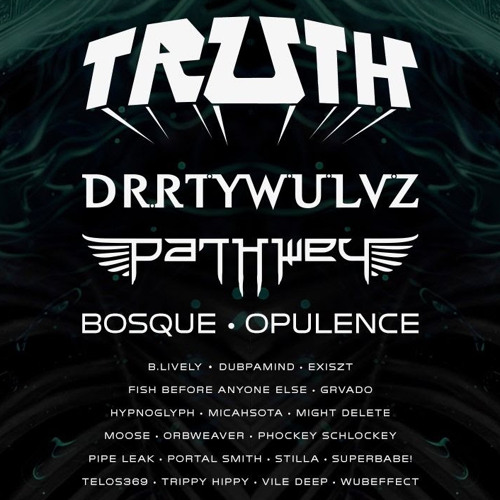 TRUTH
DRRTYWULVZ
PATHWEY
BOSQUE • OPULENCE
B.LIVELY • DUBPAMIND • EXISZT
FISH BEFORE ANYONE ELSE • GRVADO
HYPNOGLYPH • MICAHSOTA • MIGHT DELETE
MOOSE • ORBWEAVER • PHOCKEY SCHLOCKEY
PIPE LEAK • PORTAL SMITH • STILLA • SUPERBABE!
TELOS369 • TRIPPY HIPPY • VILE DEEP • WUBEFFECT